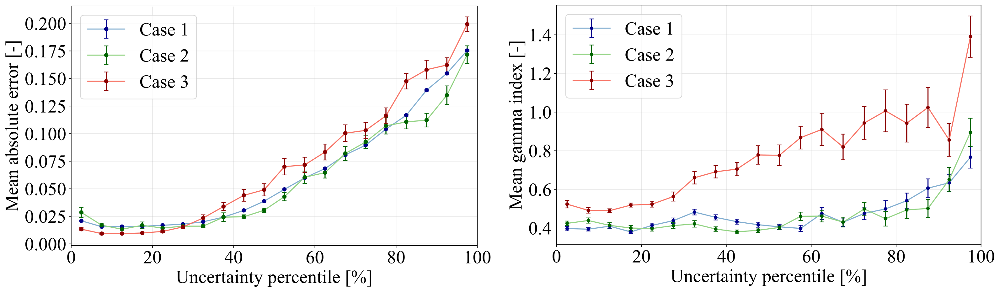 Mean absolute error [-]
0.200
0.175
0.150
0.125
0.100
0.075
0.050
0.025
0.000
Case 1
Case 2
Case 3
0 20 40 60 80 100
Uncertainty percentile [%]
Mean gamma index [-]
1.4
1.2
1.0
0.8
0.6
0.4
Case 1
Case 2
Case 3
0 20 40 60 80 100
Uncertainty percentile [%]